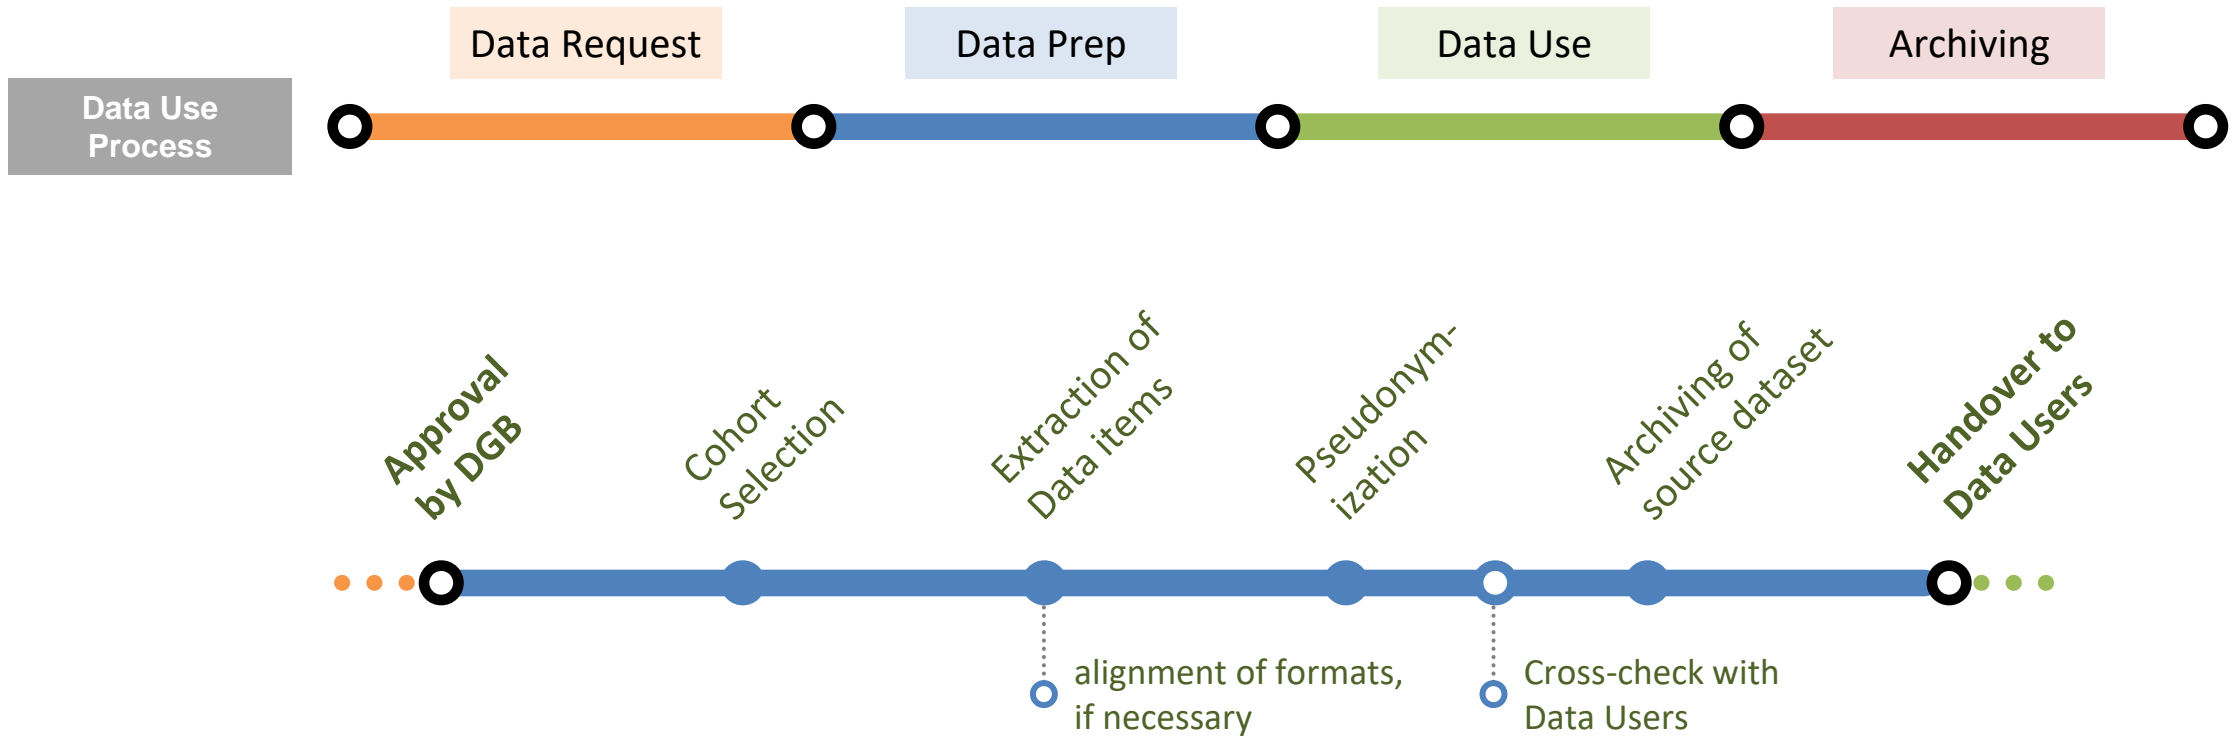 Data Request
Data Prep
Data Use
Archiving
Data Use
Process
Approval
by DGB
Cohort
Selection
Extraction of
Data items
Pseudonym-
ization
Archiving of
source dataset
Handover to
Data Users
alignment of formats,
if necessary
Cross-check with
Data Users